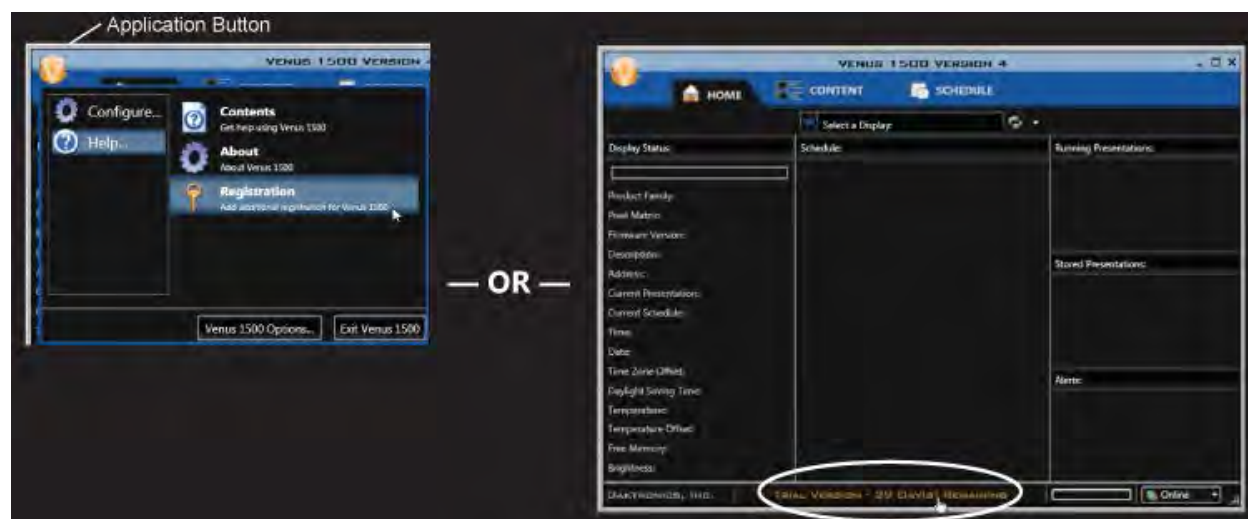 Application Button
VENUS 1500 VERSION 4
Configure...
Help...
Contents
Get help using Venus 1500
About
About Venus 1500
Registration
Add additional registration for Venus 1500
Venus 1500 Options...
Exit Venus 1500
— OR —
VENUS 1500 VERSION 4
HOME
CONTENT
SCHEDULE
Select a Display:
Display Status:
Product Family:
Pixel Matrix:
Firmware Version:
Description:
Address:
Current Presentation:
Current Schedule:
Time:
Date:
Time Zone Offset:
Daylight Saving Time:
Temperature:
Temperature Offset:
Free Memory:
Brightness:
Schedule:
Running Presentations:
Stored Presentations:
Alerts:
DAKTRONICS, INC.
TRIAL VERSION - 29 DAY(S) REMAINING
Online